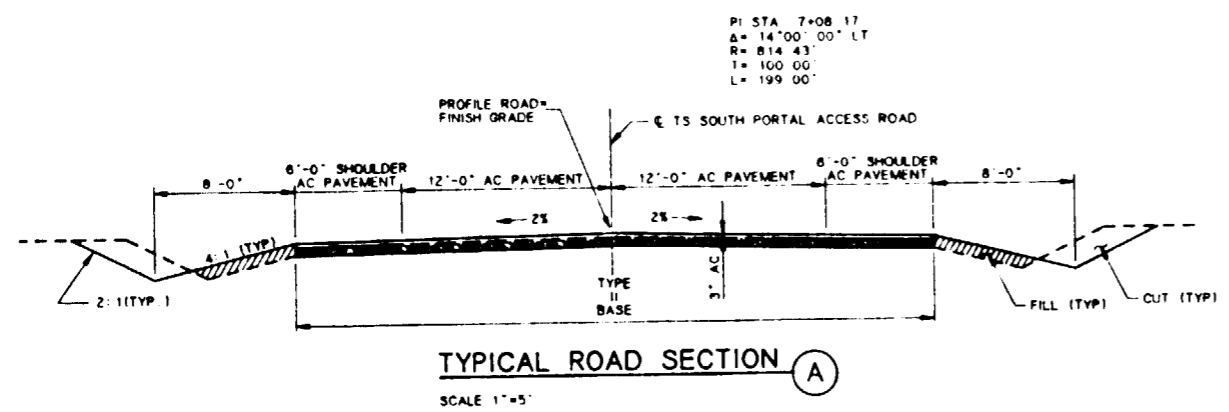 PI STA 7+08 17
Δ= 14°00' 00" LT
R= 814 43'
T= 100 00'
L= 199 00'
PROFILE ROAD=
FINISH GRADE
℄ TS SOUTH PORTAL ACCESS ROAD
8'-0"
6'-0" SHOULDER
AC PAVEMENT
12'-0" AC PAVEMENT
12'-0" AC PAVEMENT
6'-0" SHOULDER
AC PAVEMENT
8'-0"
2%
2%
4:1 (TYP)
2:1(TYP.)
TYPE
II
BASE
3" AC
FILL (TYP)
CUT (TYP)
TYPICAL ROAD SECTION
A
SCALE 1"=5'